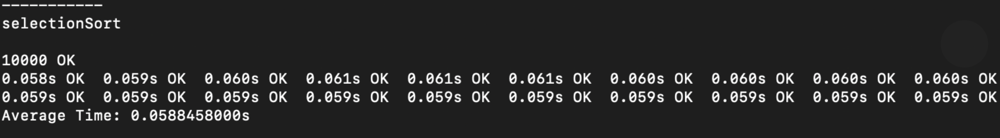 -----------
selectionSort
10000 OK
0.058s OK  0.059s OK  0.060s OK  0.061s OK  0.061s OK  0.061s OK  0.060s OK  0.060s OK  0.060s OK  0.060s OK
0.059s OK  0.059s OK  0.059s OK  0.059s OK  0.059s OK  0.059s OK  0.059s OK  0.059s OK  0.059s OK  0.059s OK
Average Time: 0.0588458000s